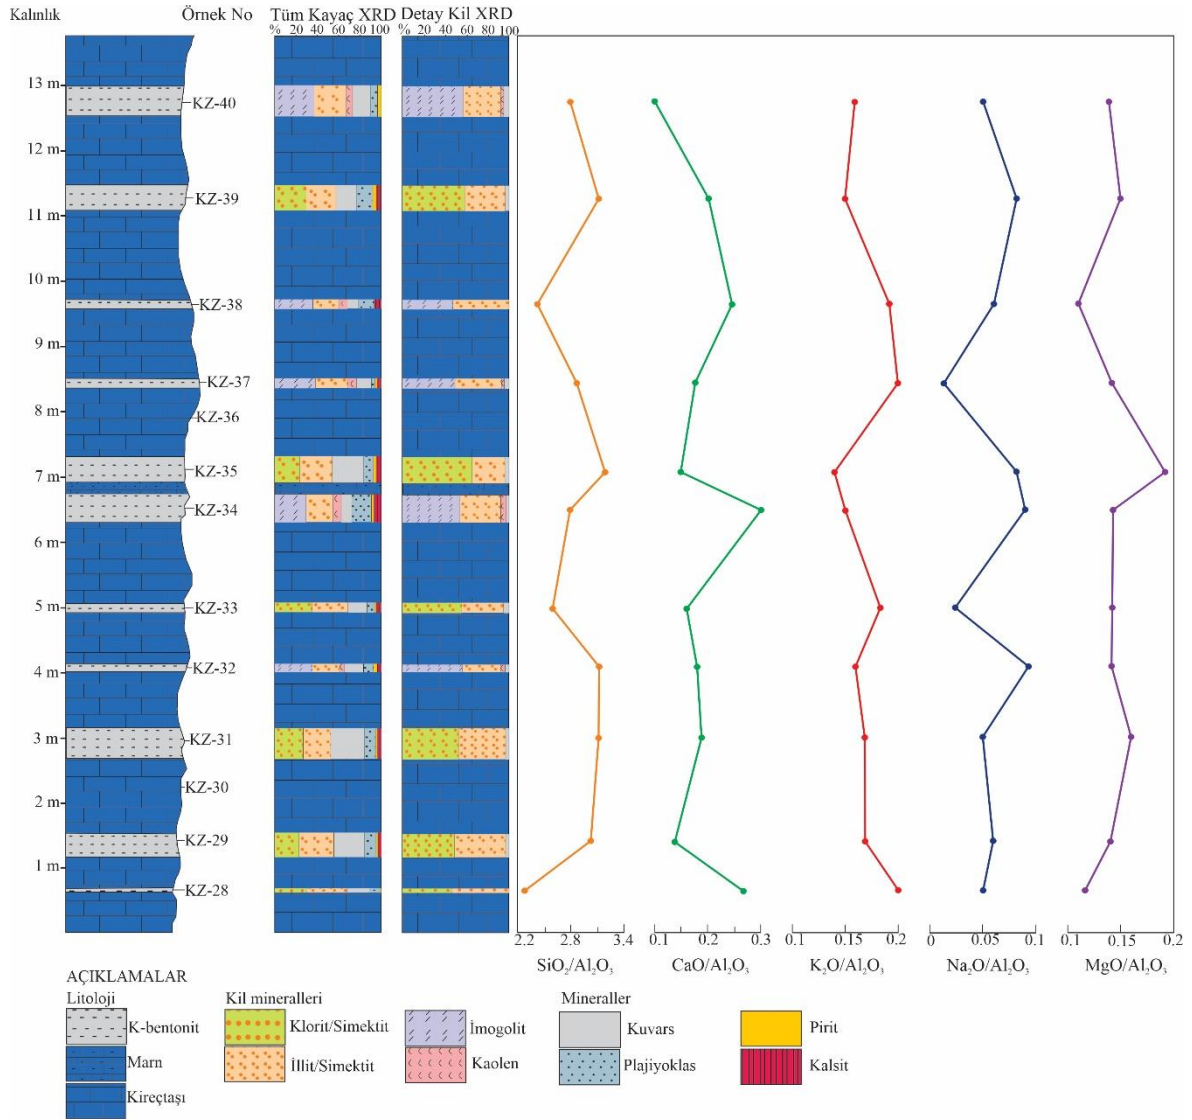 Kalınlık Örnek No Tüm Kayaç XRD Detay Kil XRD
% 20 40 60 80 100 % 20 40 60 80 100
13 m
KZ-40
12 m
KZ-39
11 m
10 m
KZ-38
9 m
KZ-37
8 m
KZ-36
7 m
KZ-35
KZ-34
6 m
5 m
KZ-33
KZ-32
4 m
3 m
KZ-31
KZ-30
2 m
KZ-29
1 m
KZ-28
2.2 2.8 3.4 0.1 0.2 0.3 0.1 0.15 0.2 0 0.05 0.1 0.1 0.15 0.2
SiO₂/Al₂O₃ CaO/Al₂O₃ K₂O/Al₂O₃ Na₂O/Al₂O₃ MgO/Al₂O₃
AÇIKLAMALAR
Litoloji Kil mineralleri Mineraller
K-bentonit Klorit/Simektit İmogolit Kuvars Pirit
Marn İllit/Simektit Kaolen Plajiyoklas Kalsit
Kireçtaşı